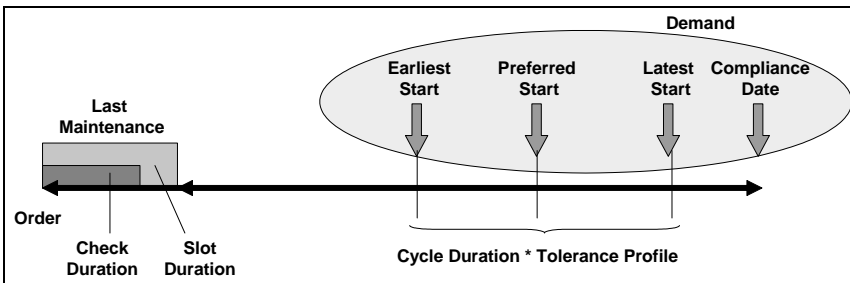 Demand
Earliest
Start
Preferred
Start
Latest
Start
Compliance
Date
Last
Maintenance
Order
Check
Duration
Slot
Duration
Cycle Duration * Tolerance Profile